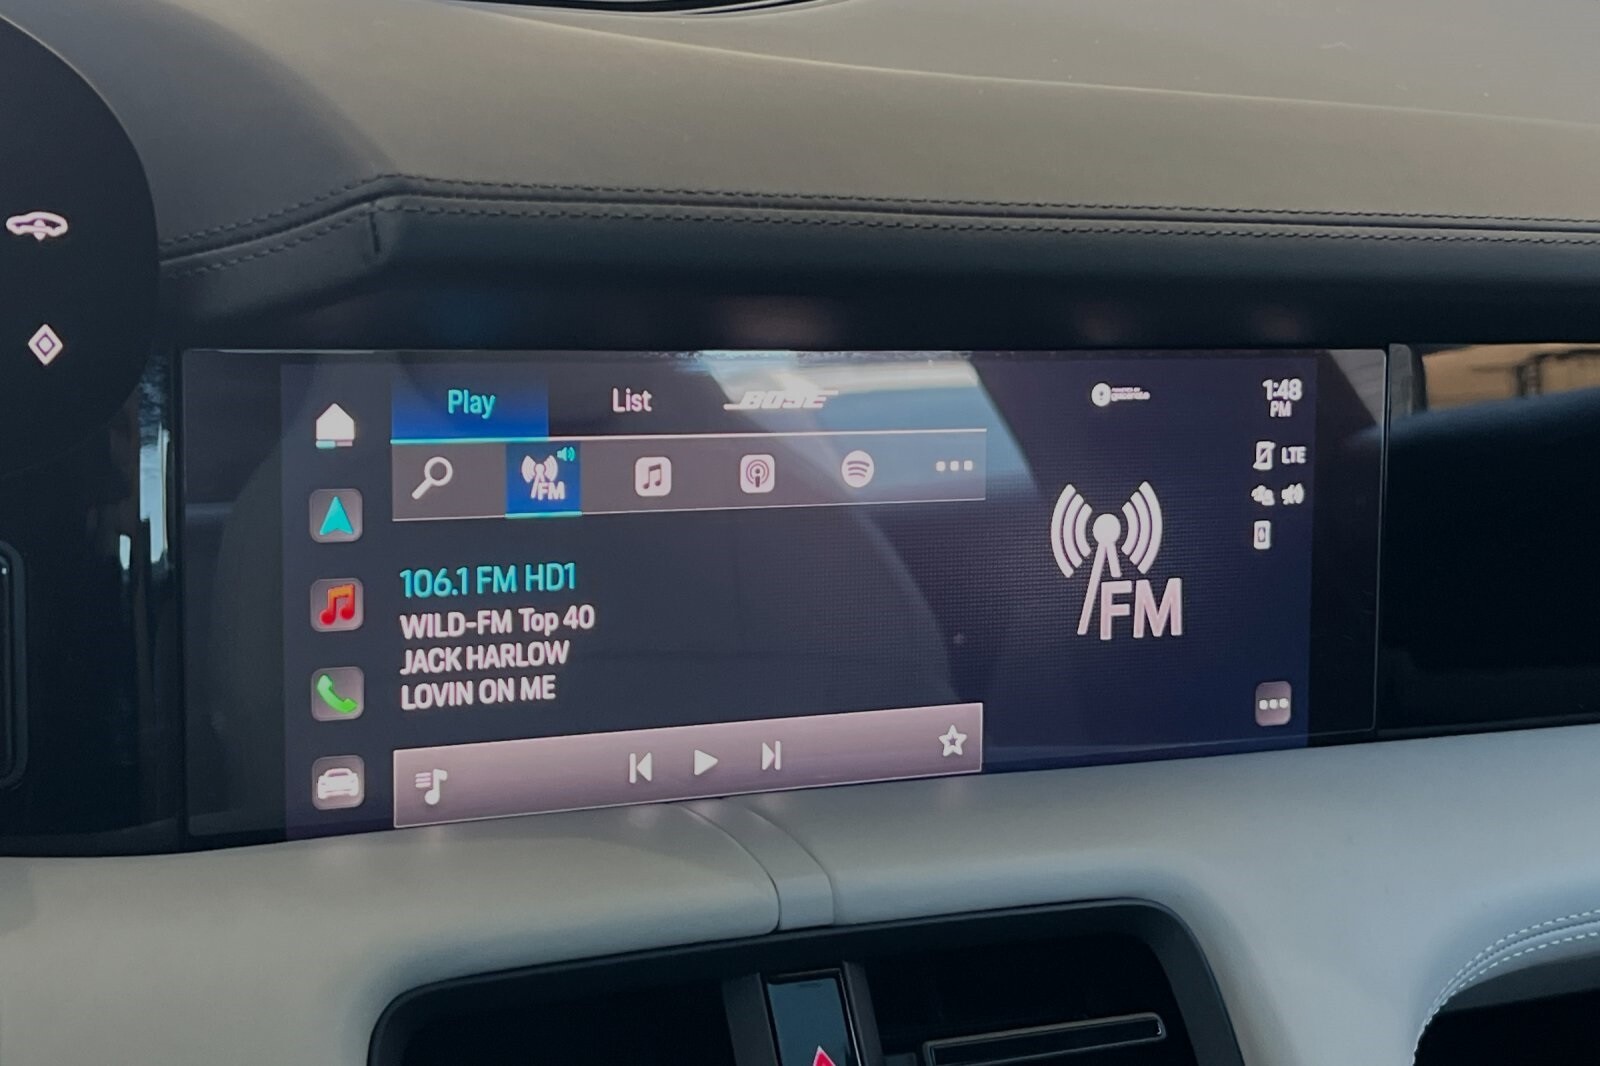 Play
List
BOSE
1:48
PM
LTE
FM
106.1 FM HD1
WILD-FM Top 40
JACK HARLOW
LOVIN ON ME
FM